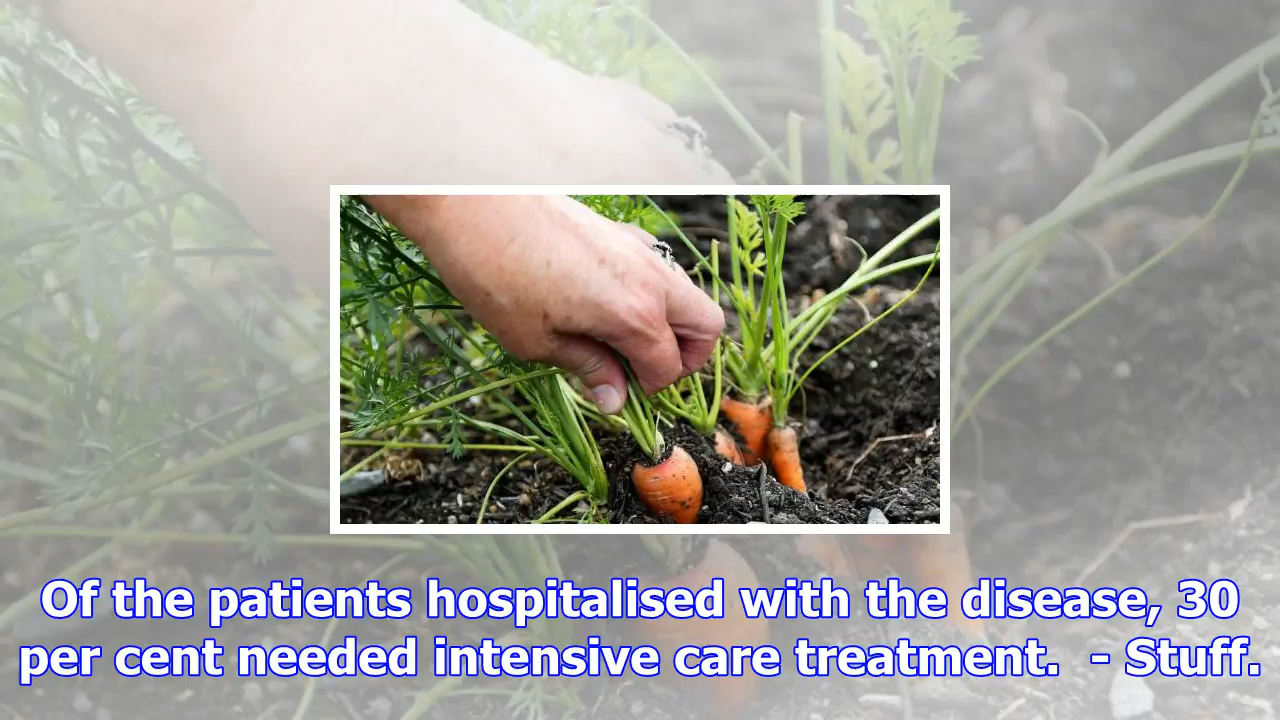 Of the patients hospitalised with the disease, 30
per cent needed intensive care treatment.  - Stuff.